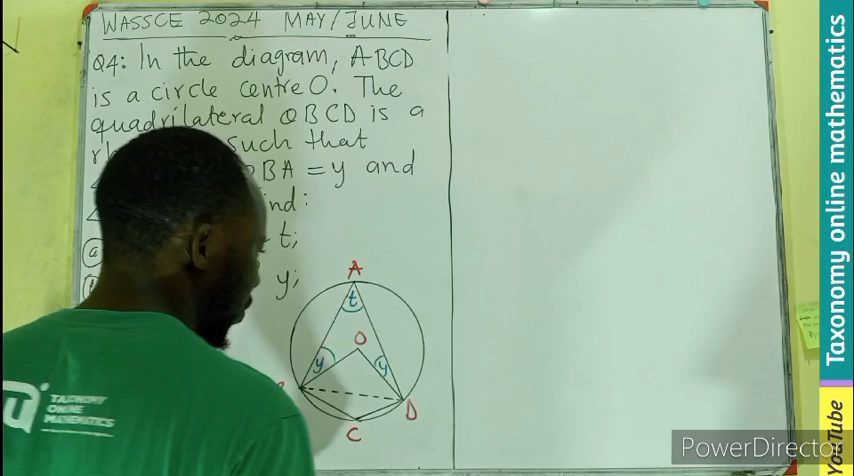 WASSCE 2024 MAY/JUNE
Q4: In the diagram, ABCD
is a circle centre O. The
quadrilateral OBCD is a
such that
BA = y and
t;
y;
A
t
O
y
y
D
C
TAXONOMY
ONLINE
MATHEMATICS
Taxonomy online mathematics
YouTube
PowerDirector